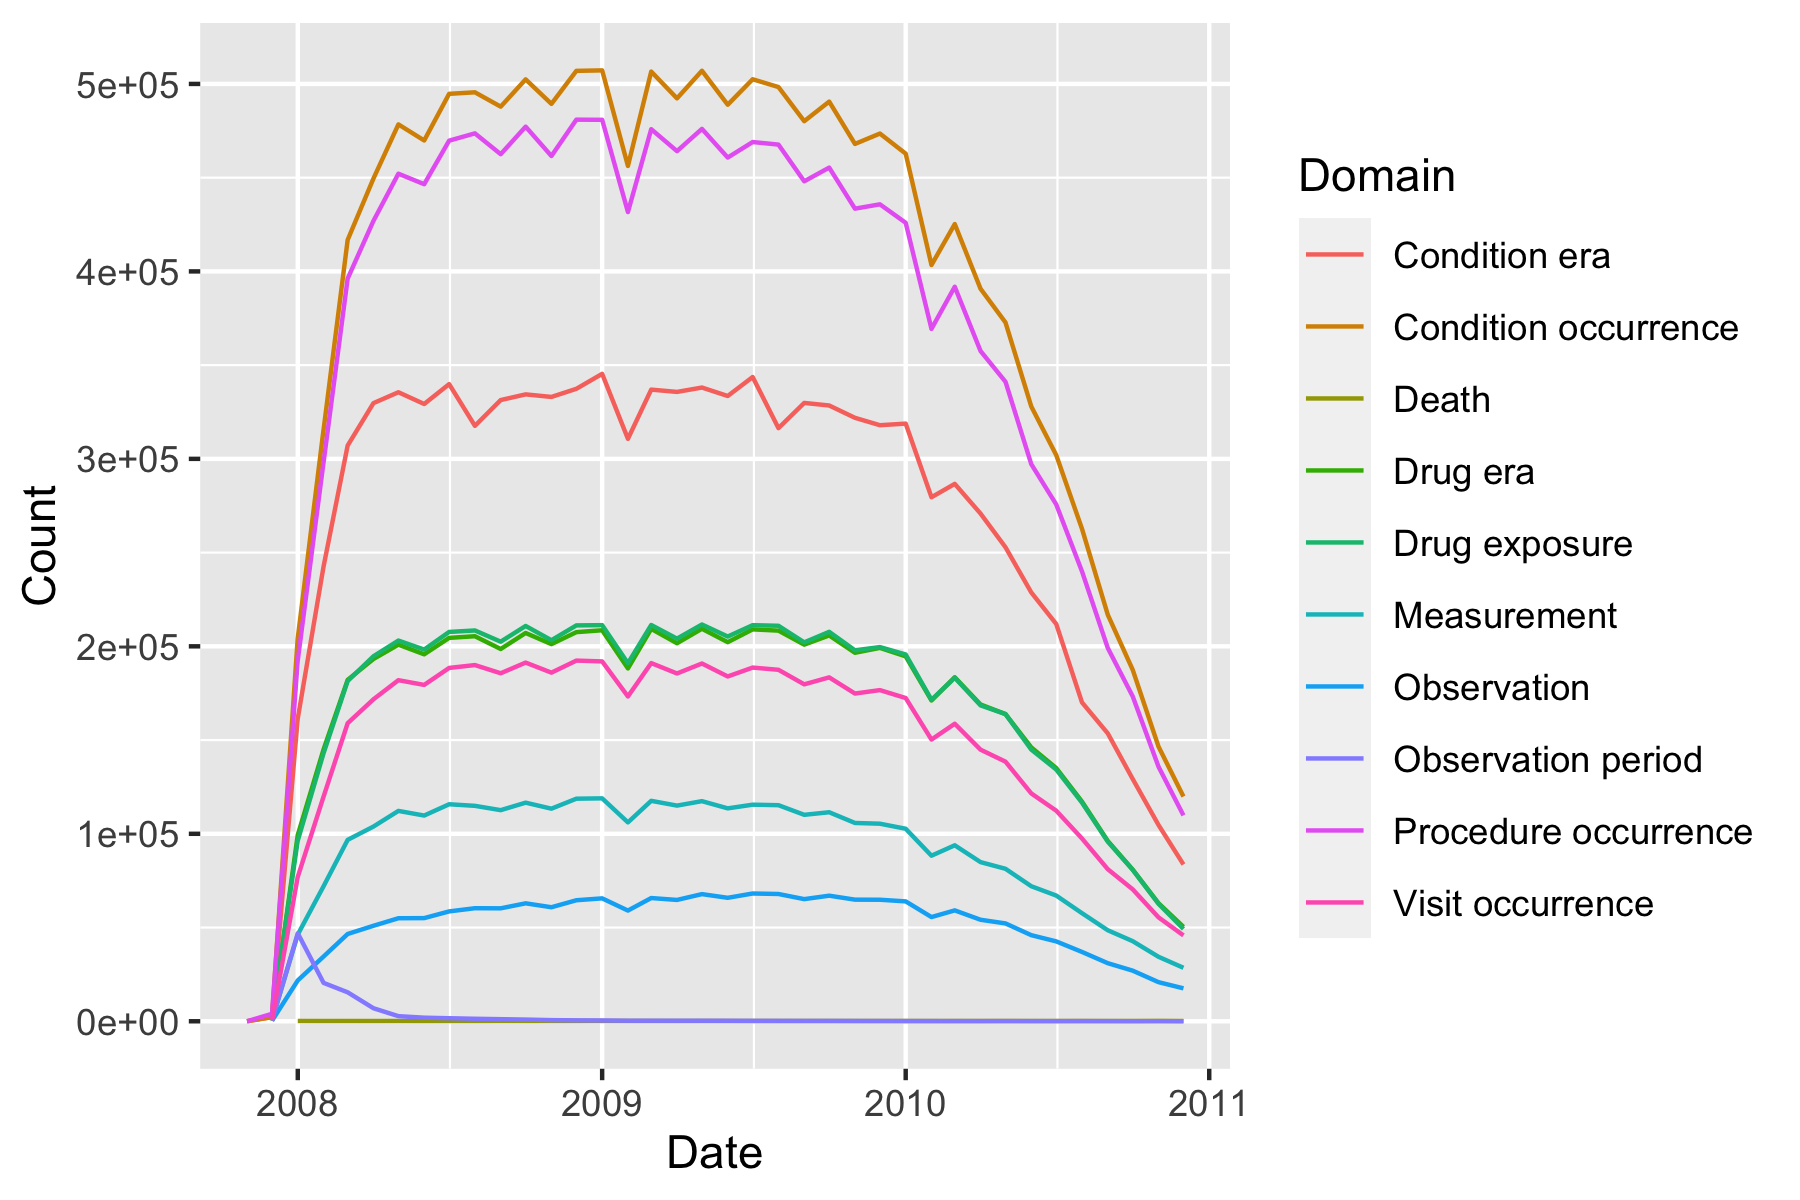 Count
5e+05
4e+05
3e+05
2e+05
1e+05
0e+00
2008
2009
2010
2011
Date
Domain
Condition era
Condition occurrence
Death
Drug era
Drug exposure
Measurement
Observation
Observation period
Procedure occurrence
Visit occurrence